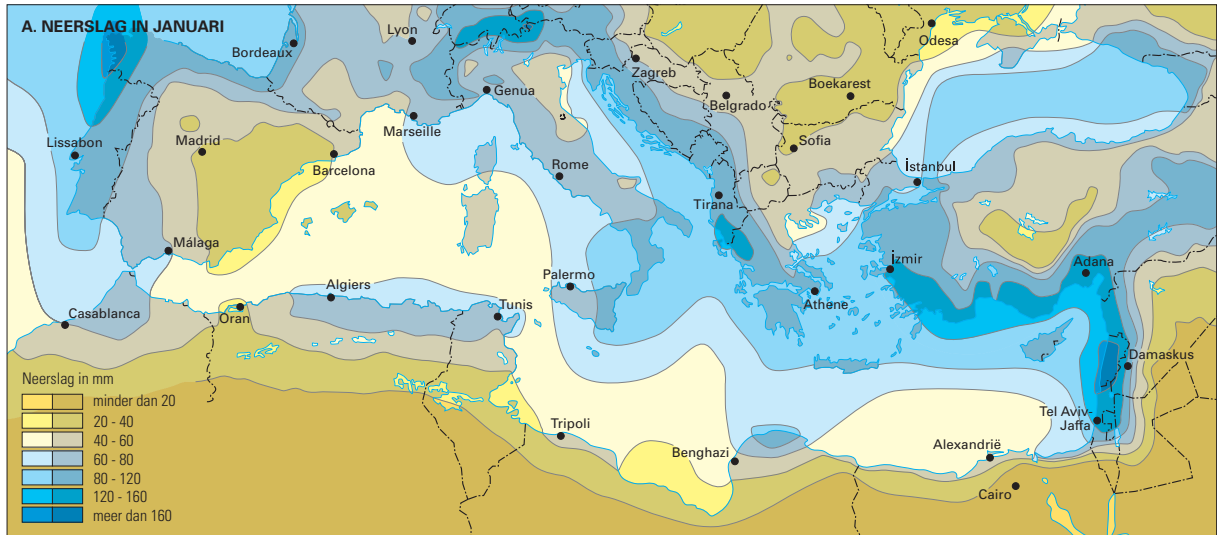 A. NEERSLAG IN JANUARI
Lyon
Odesa
Bordeaux
Zagreb
Genua
Belgrado
Boekarest
Marseille
Lissabon
Madrid
Sofia
Barcelona
Rome
İstanbul
Tirana
Málaga
İzmir
Adana
Palermo
Algiers
Athene
Tunis
Casablanca
Oran
Damaskus
Neerslag in mm
minder dan 20
20 - 40
40 - 60
60 - 80
80 - 120
120 - 160
meer dan 160
Tel Aviv-
Jaffa
Tripoli
Benghazi
Alexandrië
Cairo